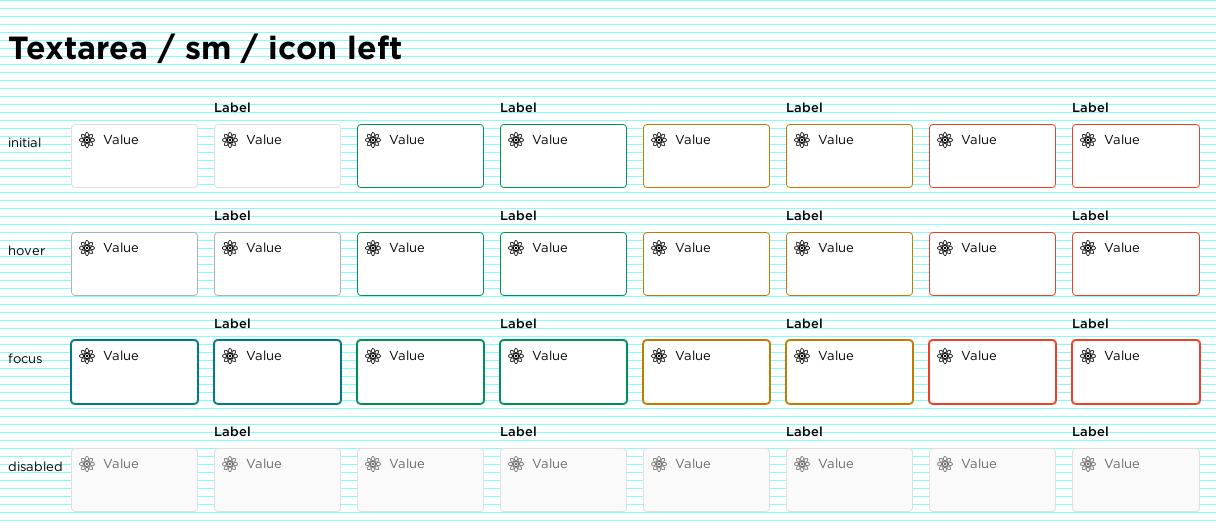 Textarea / sm / icon left
Label Label Label Label
initial Value Value Value Value Value Value Value Value
Label Label Label Label
hover Value Value Value Value Value Value Value Value
Label Label Label Label
focus Value Value Value Value Value Value Value Value
Label Label Label Label
disabled Value Value Value Value Value Value Value Value